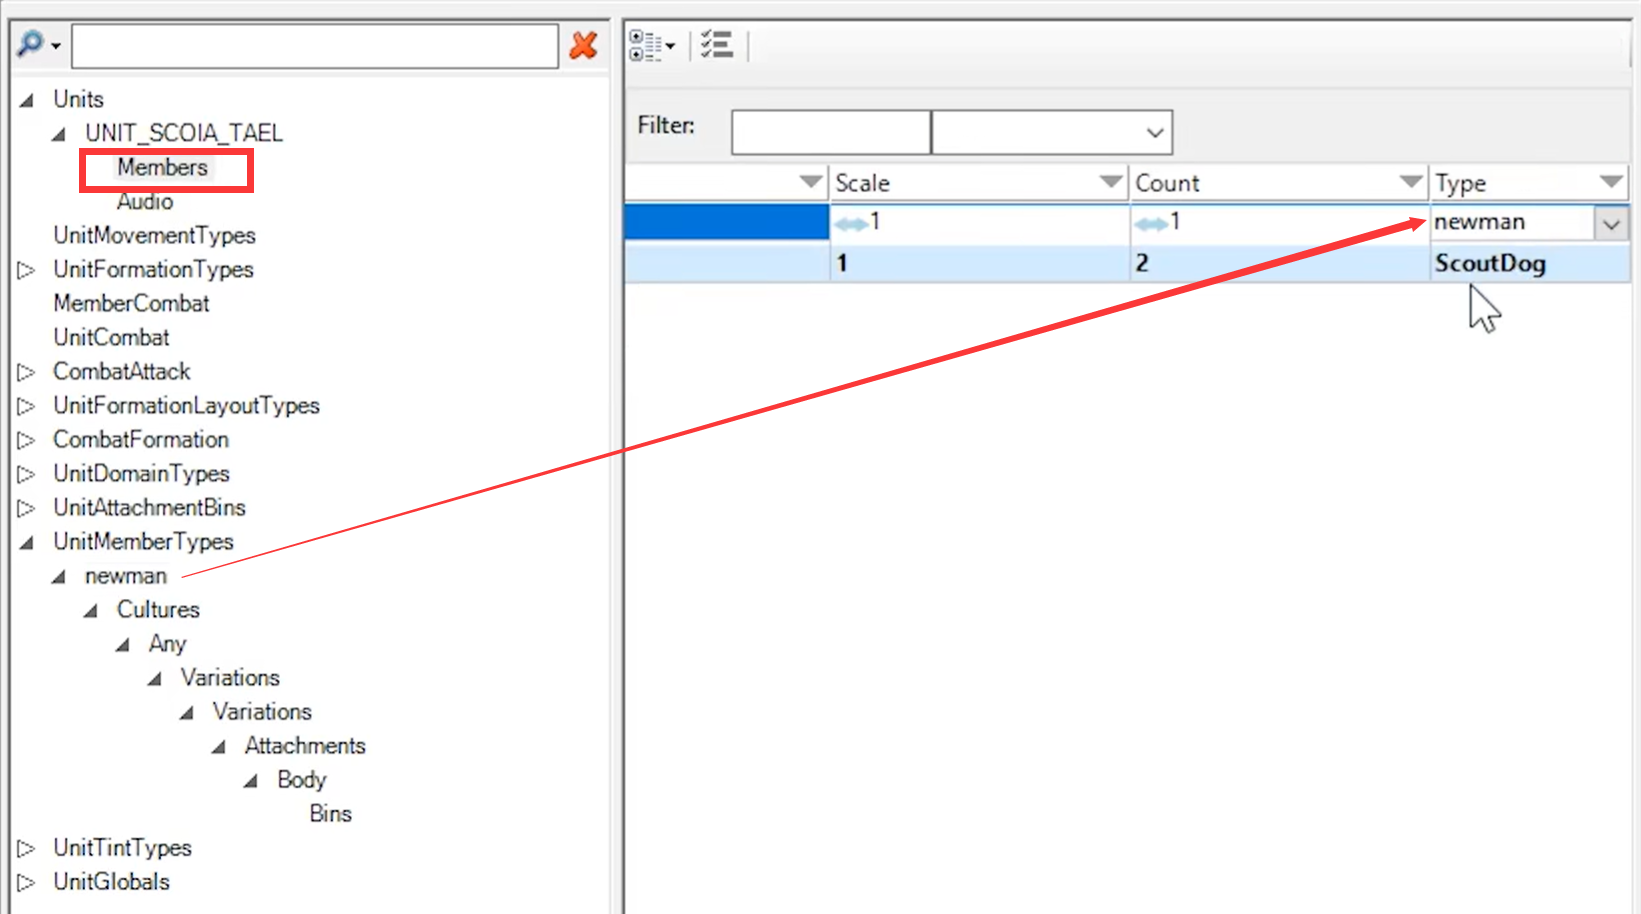 Units
UNIT_SCOIA_TAEL
Members
Audio
UnitMovementTypes
UnitFormationTypes
MemberCombat
UnitCombat
CombatAttack
UnitFormationLayoutTypes
CombatFormation
UnitDomainTypes
UnitAttachmentBins
UnitMemberTypes
newman
Cultures
Any
Variations
Variations
Attachments
Body
Bins
UnitTintTypes
UnitGlobals
Filter:
Scale Count Type
1 1 newman
1 2 ScoutDog